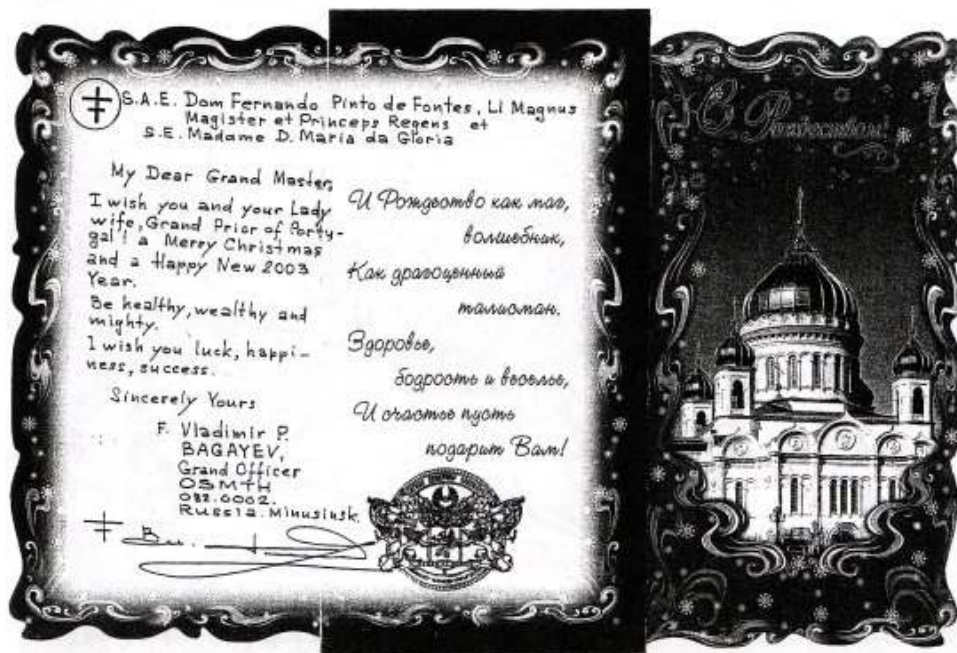 S.A.E. Dom Fernando Pinto de Fontes, Li Magnus
Magister et Princeps Regens et
S.E. Madame D. Maria da Gloria
My Dear Grand Master,
I wish you and your Lady
wife, Grand Prior of Portu-
gal! a Merry Christmas
and a Happy New 2003
Year.
Be healthy, wealthy and
mighty.
I wish you luck, happi-
ness, success.
Sincerely Yours
F. Vladimir P.
BAGAYEV,
Grand Officer
OSMTH
082.0002.
Russia. Minusinsk.
И Рождество как маг,
волшебник,
Как драгоценный
талисман.
Здоровье,
бодрость и веселье,
И счастье пусть
подарит Вам!
С Рождеством!